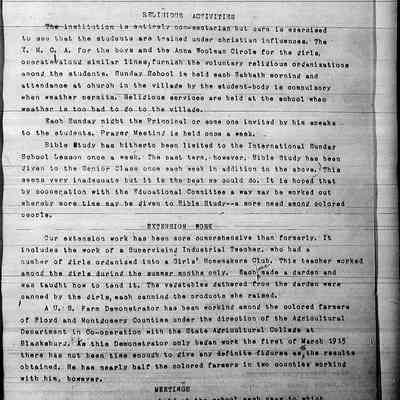 RELIGIOUS ACTIVITIES
The institution is entirely non-sectarian but care is exercised
to see that the students are trained under christian influences. The
Y. M. C. A. for the boys and the Anna Woolman Circle for the girls,
operate along similar lines, furnish the voluntary religious organizations
among the students. Sunday School is held each Sabbath morning and
attendance at church in the village by the student-body is compulsory
when weather permits. Religious services are held at the school when
weather is too bad to go to the village.
Each Sunday night the Principal or some one invited by him speaks
to the students. Prayer Meeting is held once a week.
Bible Study has hitherto been limited to the International Sunday
School Lesson once a week. The past term, however, Bible Study has been
given to the Senior Class once each week in addition to the above. This
seems very inadequate but it is the best we could do. It is hoped that
by cooperation with the Educational Committee a way may be worked out
whereby more time may be given to Bible Study--a sore need among colored
people.
EXTENSION WORK
Our extension work has been more comprehensive than formerly. It
includes the work of a Supervising Industrial Teacher, who had a
number of girls organized into a Girls' Homemakers Club. This teacher worked
among the girls during the summer months only. Each made a garden and
was taught how to tend it. The vegetables gathered from the garden were
canned by the girls, each canning the products she raised.
A U. S. Farm Demonstrator has been working among the colored farmers
of Floyd and Montgomery Counties under the direction of the Agricultural
Department in Co-operation with the State Agricultural College at
Blacksburg. As this Demonstrator only began work the first of March 1915
there has not been time enough to give any definite figures as the results
obtained. He has nearly half the colored farmers in two counties working
with him, however.
MEETINGS
held at the school each year to which